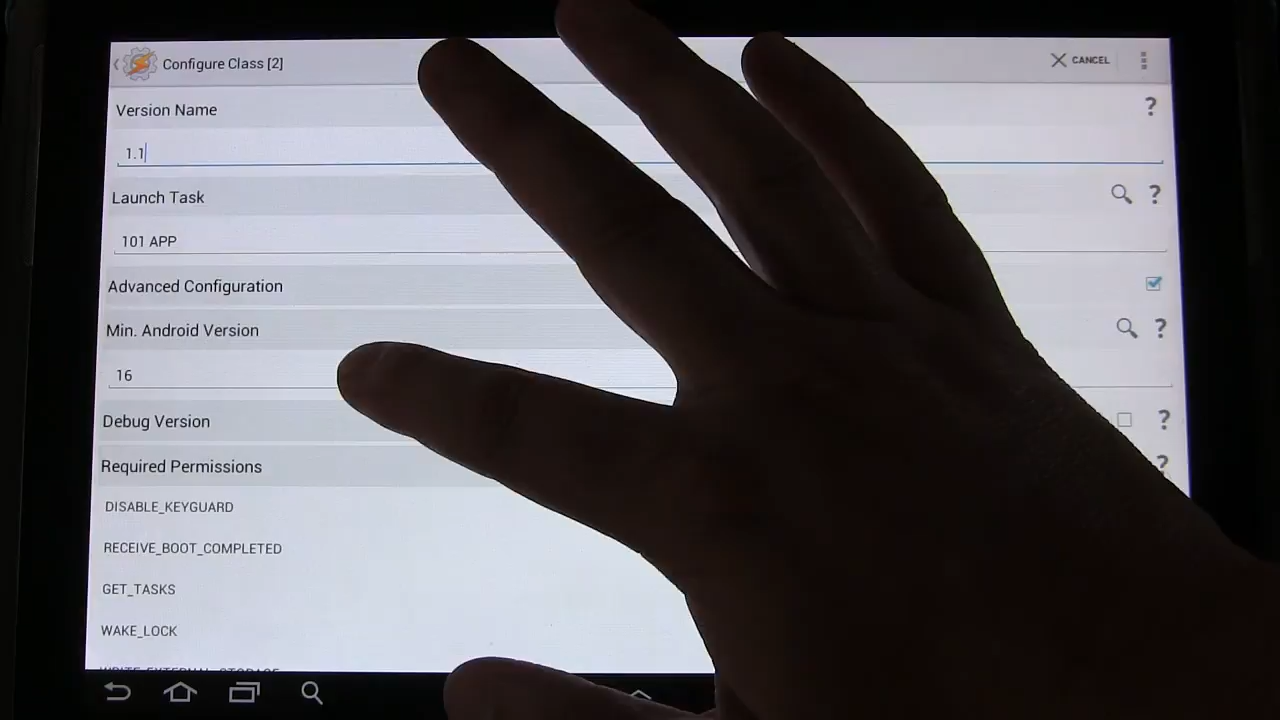 Configure Class [2]
CANCEL
Version Name
?
1.1
Launch Task
?
101 APP
Advanced Configuration
Min. Android Version
?
16
Debug Version
?
Required Permissions
?
DISABLE_KEYGUARD
RECEIVE_BOOT_COMPLETED
GET_TASKS
WAKE_LOCK
WRITE_EXTERNAL_STORAGE